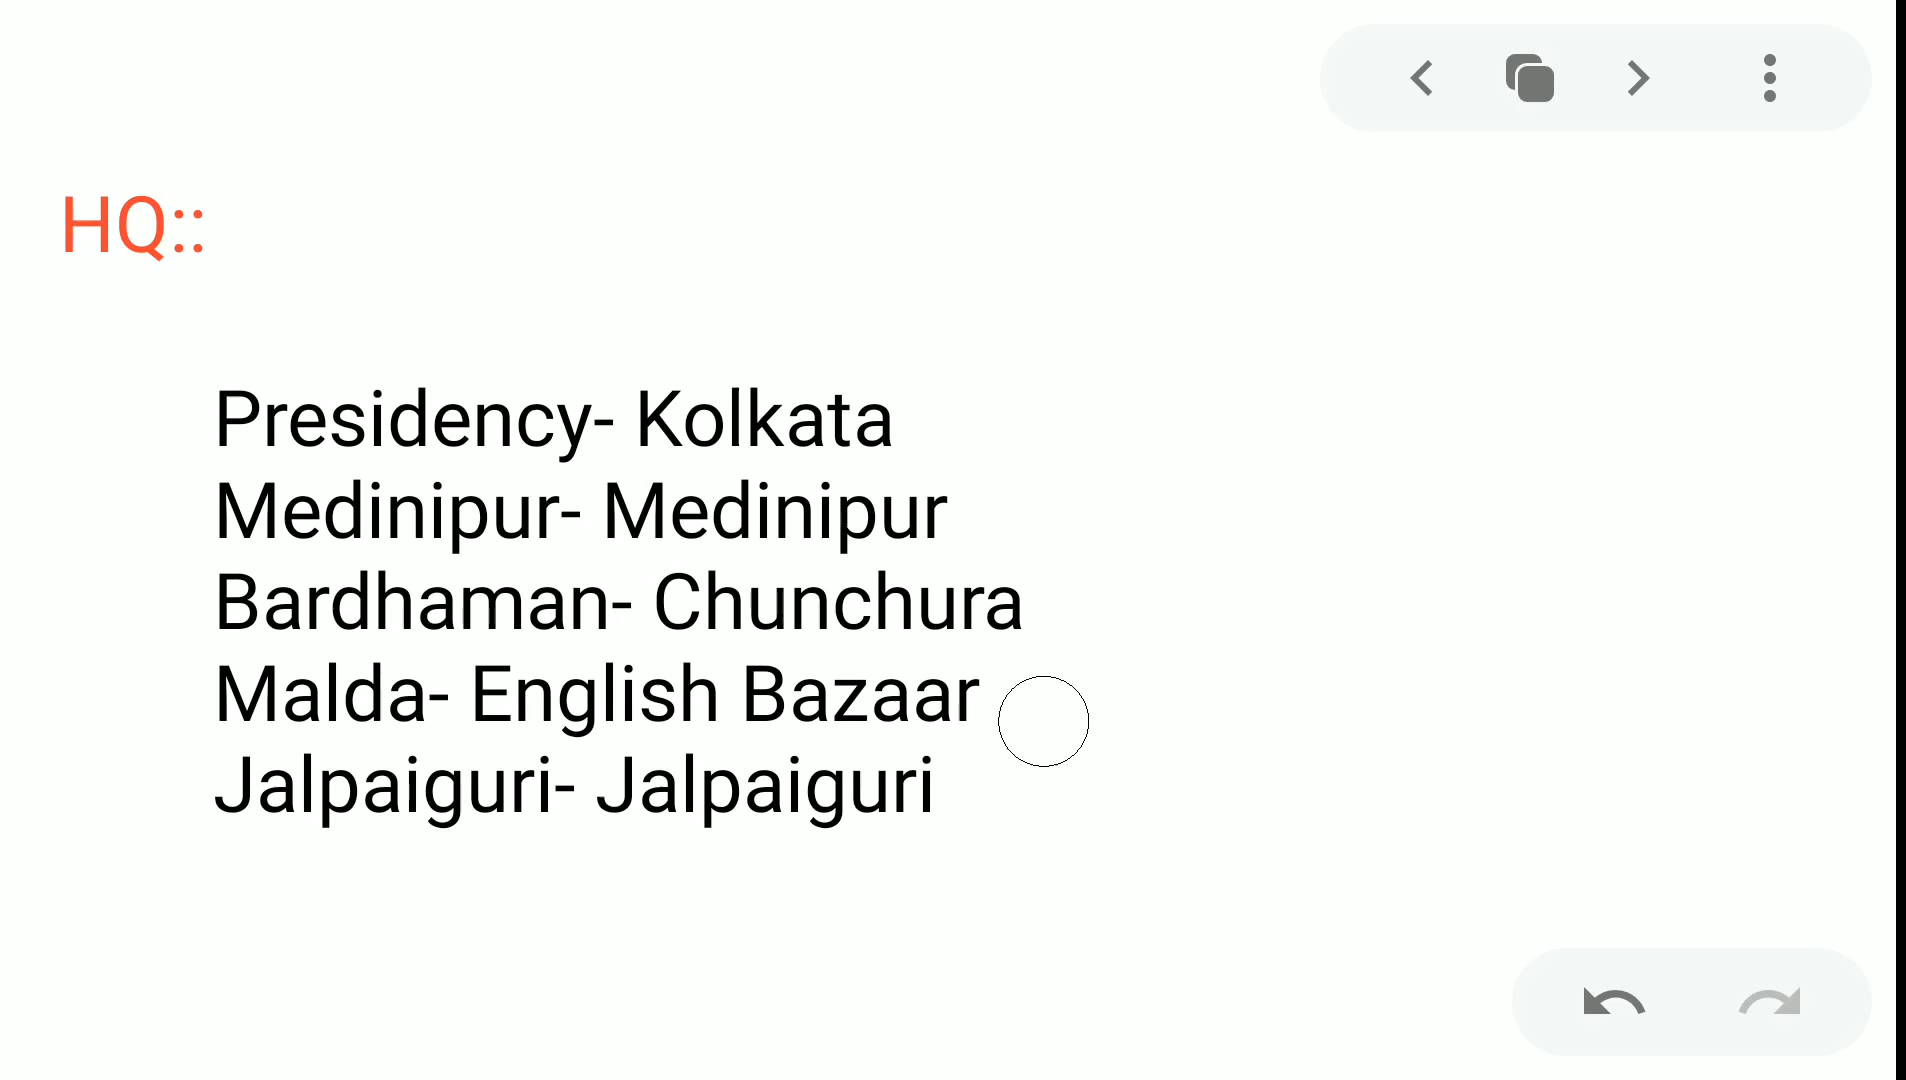 HQ::
Presidency- Kolkata
Medinipur- Medinipur
Bardhaman- Chunchura
Malda- English Bazaar
Jalpaiguri- Jalpaiguri